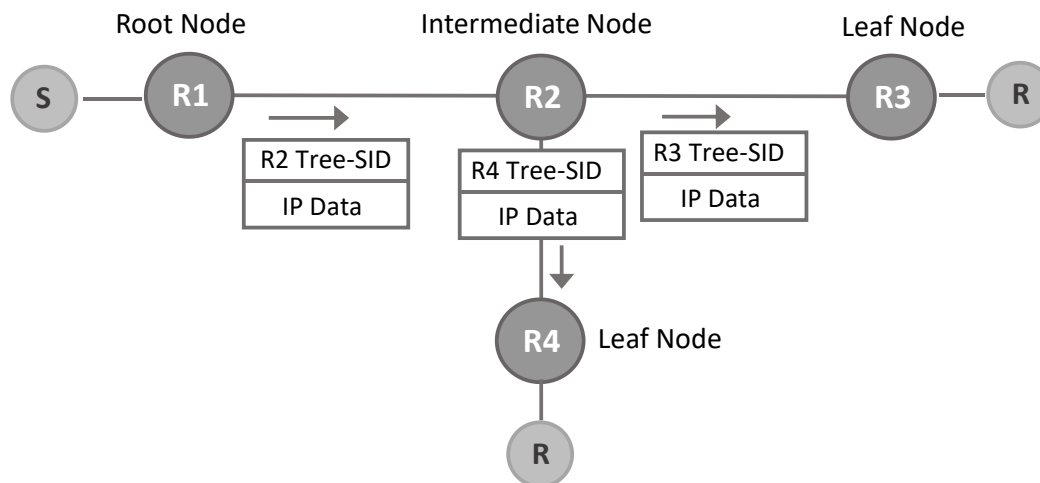 Root Node
Intermediate Node
Leaf Node
S
R1
R2
R3
R
R2 Tree-SID
IP Data
R4 Tree-SID
IP Data
R3 Tree-SID
IP Data
R4
Leaf Node
R